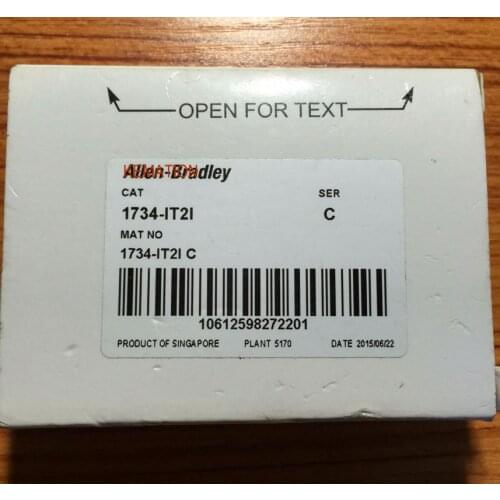 OPEN FOR TEXT
Allen-Bradley
CAT SER
1734-IT2I C
MAT NO
1734-IT2I C
10612598272201
PRODUCT OF SINGAPORE PLANT 5170 DATE 2015/06/22